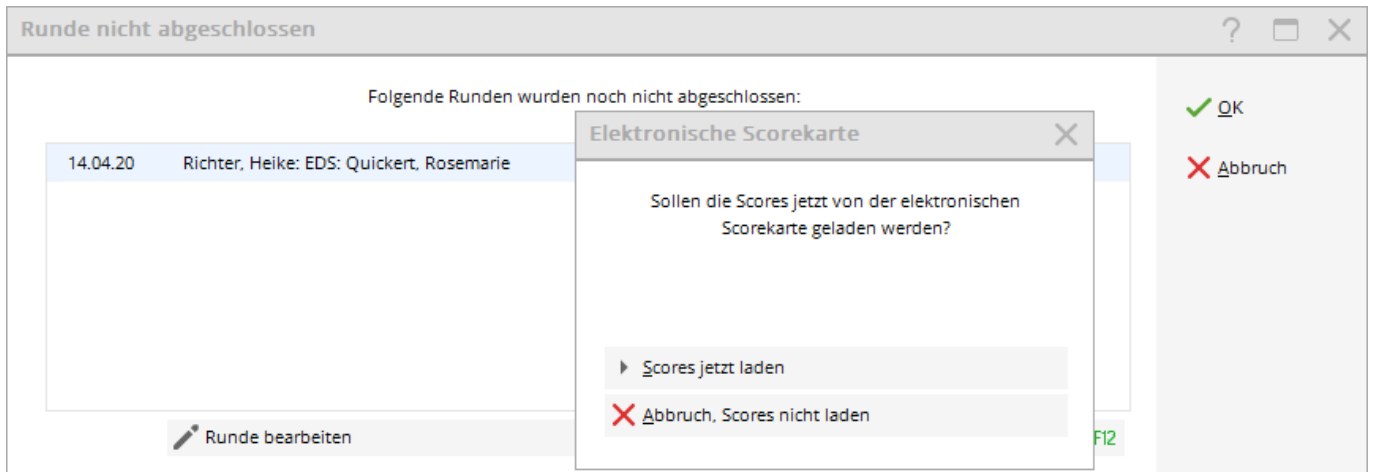 Runde nicht abgeschlossen
?
Folgende Runden wurden noch nicht abgeschlossen:
OK
Elektronische Scorekarte
14.04.20 Richter, Heike: EDS: Quickert, Rosemarie
Abbruch
Sollen die Scores jetzt von der elektronischen
Scorekarte geladen werden?
Scores jetzt laden
Abbruch, Scores nicht laden
Runde bearbeiten
F12